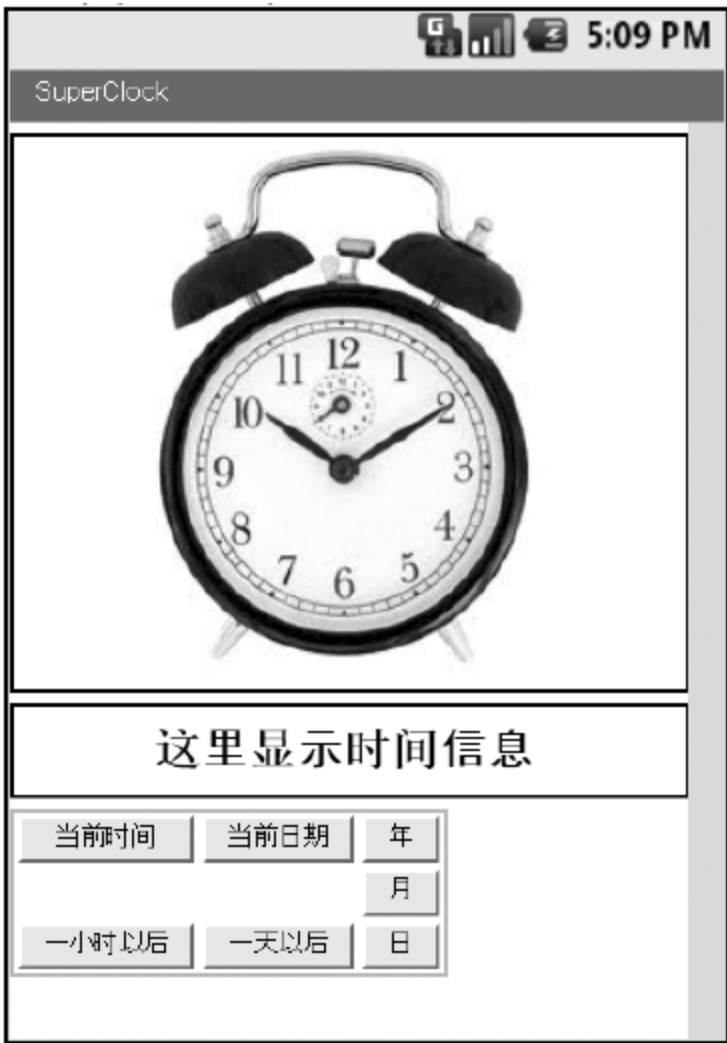 5:09 PM
SuperClock
12
11 1
10 2
9 3
8 4
7 5
6
这里显示时间信息
当前时间 当前日期 年
月
一小时以后 一天以后 日